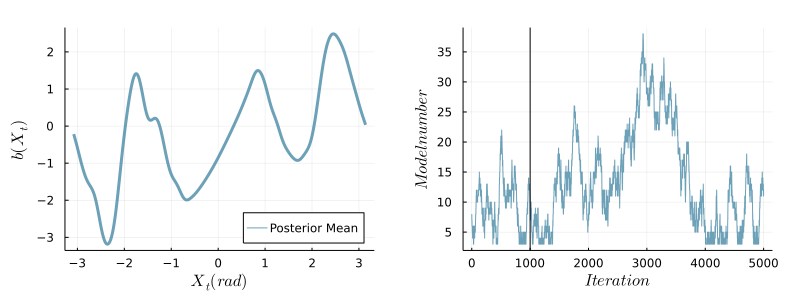 2
1
0
−1
−2
−3
b(X_t)
−3 −2 −1 0 1 2 3
X_t(rad)
Posterior Mean
35
30
25
20
15
10
5
Modelnumber
0 1000 2000 3000 4000 5000
Iteration